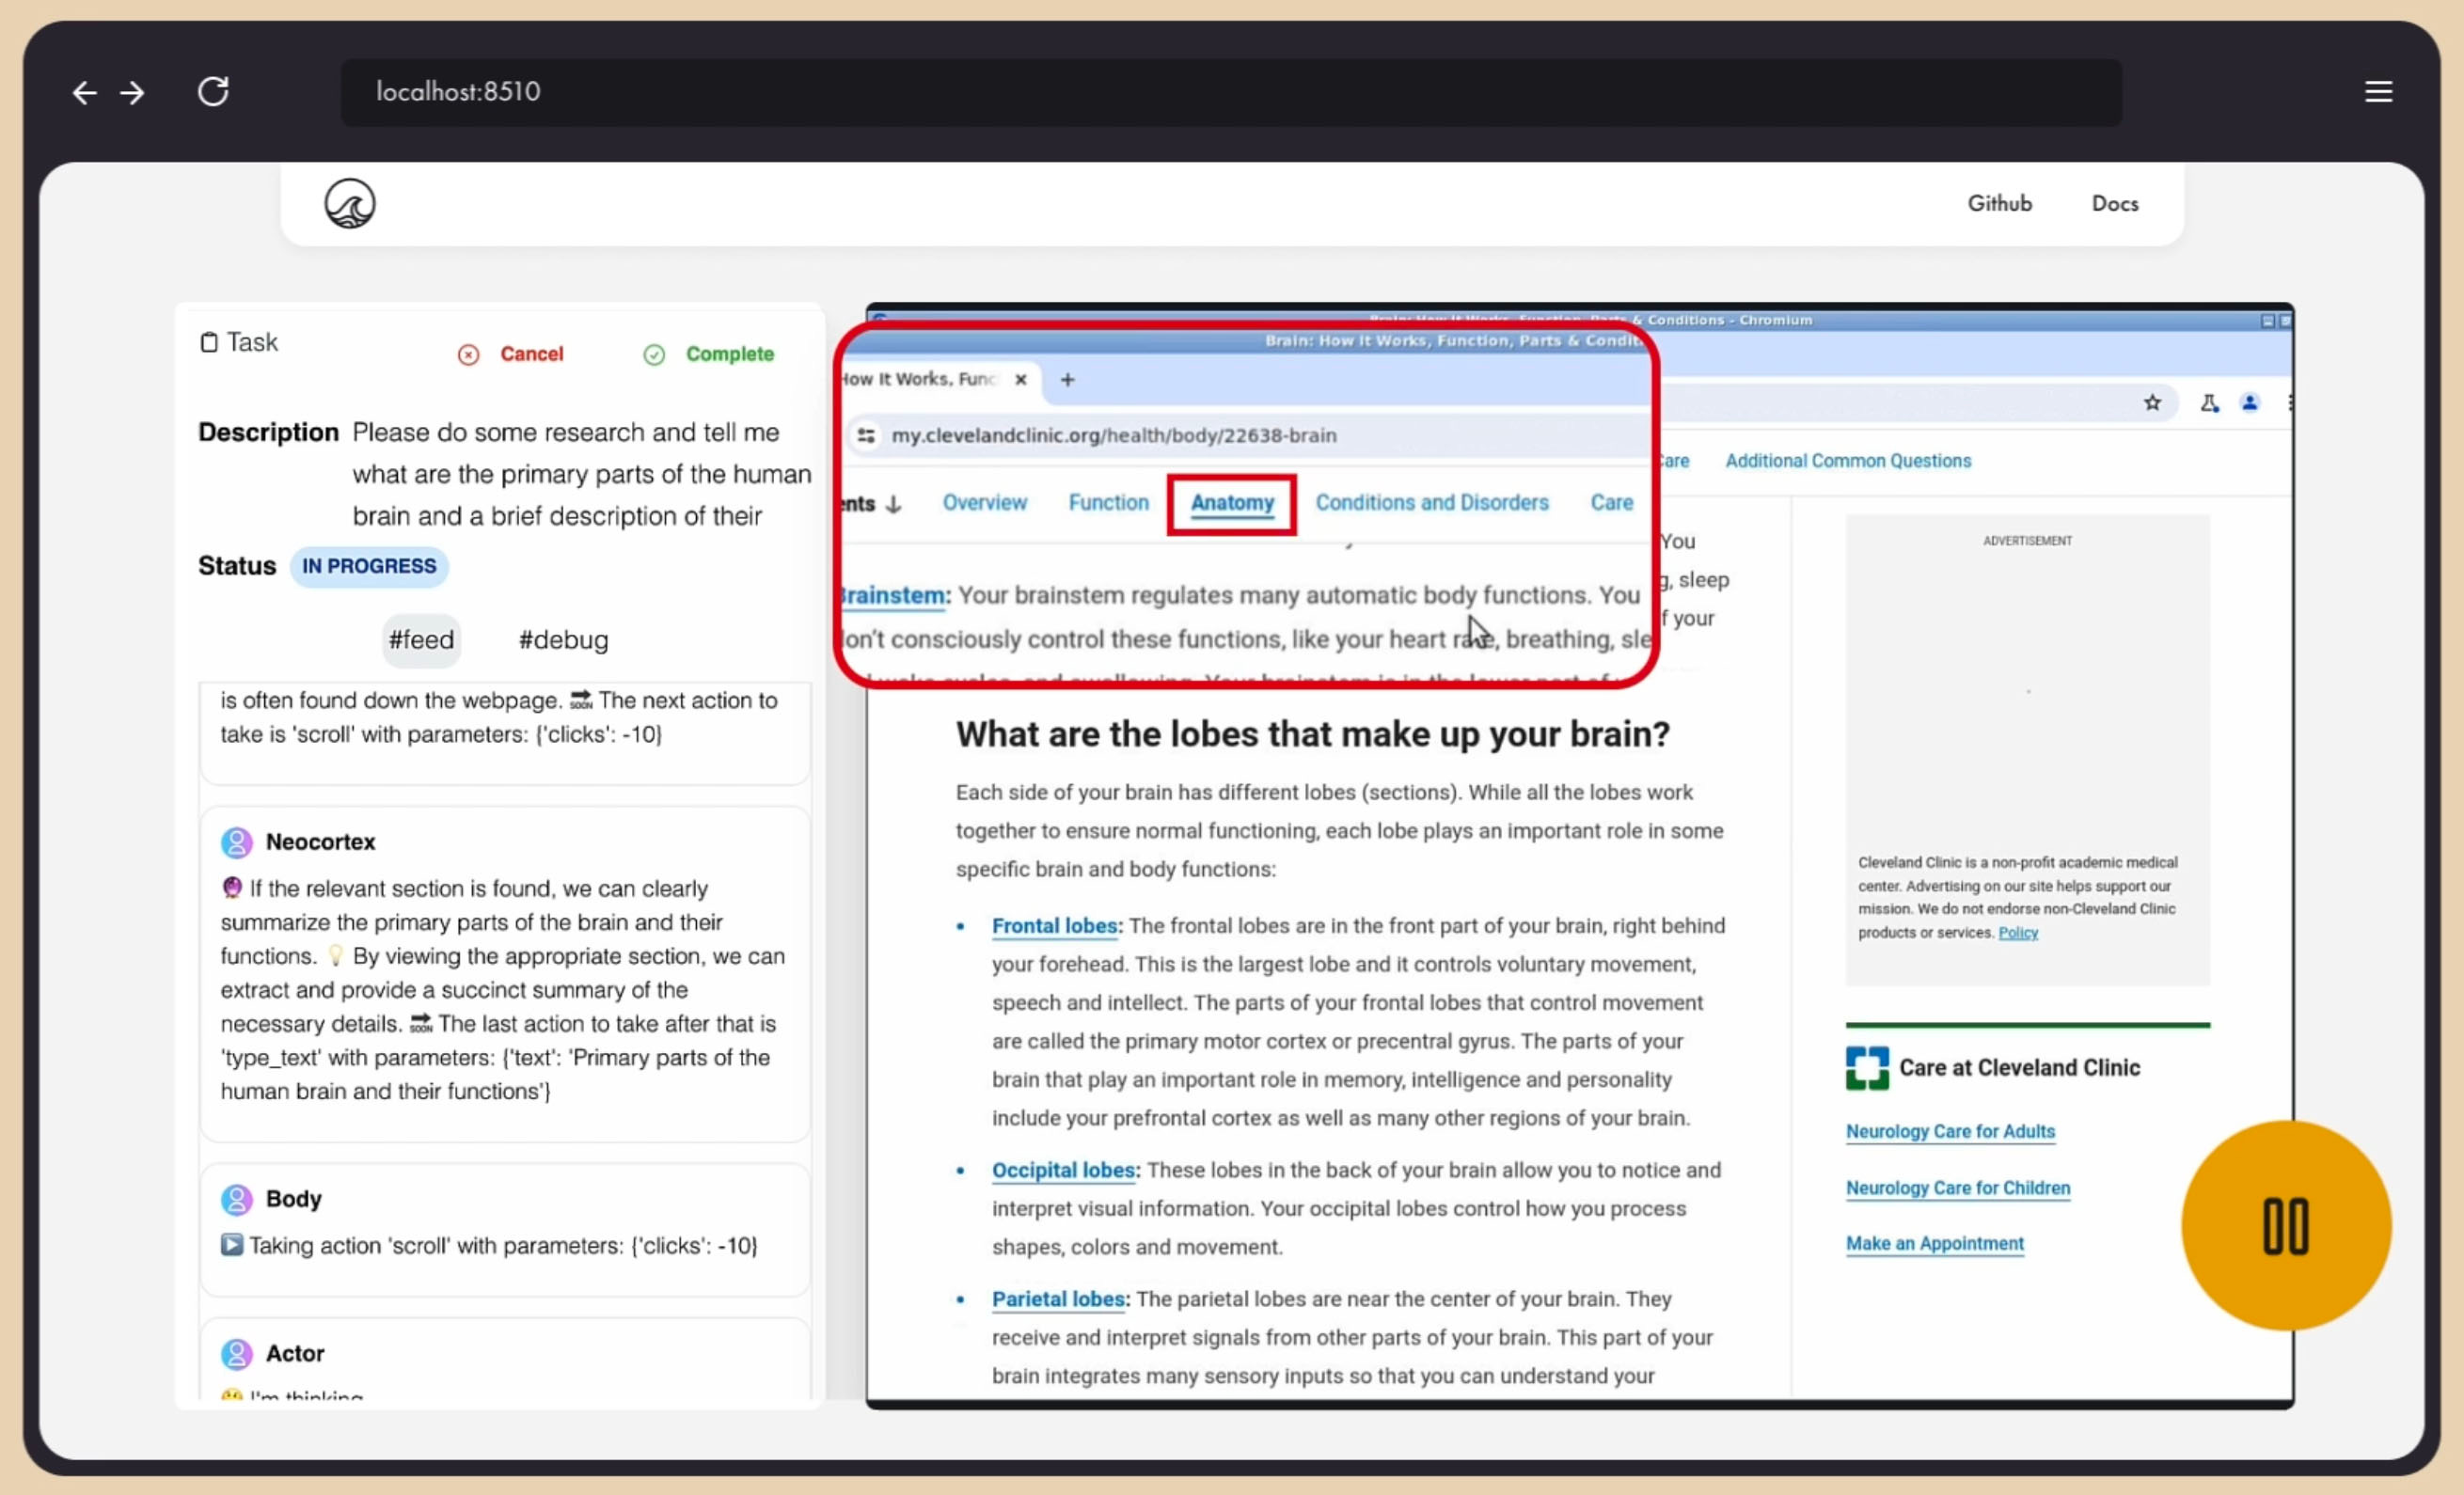 localhost:8510
Github
Docs
Task
Cancel
Complete
Description
Please do some research and tell me
what are the primary parts of the human
brain and a brief description of their
Status
IN PROGRESS
#feed
#debug
is often found down the webpage. 🔜 The next action to
take is 'scroll' with parameters: {'clicks': -10}
Neocortex
🔮 If the relevant section is found, we can clearly
summarize the primary parts of the brain and their
functions. 💡 By viewing the appropriate section, we can
extract and provide a succinct summary of the
necessary details. 🔜 The last action to take after that is
'type_text' with parameters: {'text': 'Primary parts of the
human brain and their functions'}
Body
▶️ Taking action 'scroll' with parameters: {'clicks': -10}
Actor
I'm thinking
& Conditions - Chromium
Brain: How It Works, Function, Parts & Condit
How It Works, Func
my.clevelandclinic.org/health/body/22638-brain
ents ↓
Overview
Function
Anatomy
Conditions and Disorders
Care
Care
Additional Common Questions
Brainstem: Your brainstem regulates many automatic body functions. You
don't consciously control these functions, like your heart rate, breathing, sle
You
g, sleep
f your
What are the lobes that make up your brain?
Each side of your brain has different lobes (sections). While all the lobes work
together to ensure normal functioning, each lobe plays an important role in some
specific brain and body functions:
• Frontal lobes: The frontal lobes are in the front part of your brain, right behind
your forehead. This is the largest lobe and it controls voluntary movement,
speech and intellect. The parts of your frontal lobes that control movement
are called the primary motor cortex or precentral gyrus. The parts of your
brain that play an important role in memory, intelligence and personality
include your prefrontal cortex as well as many other regions of your brain.
• Occipital lobes: These lobes in the back of your brain allow you to notice and
interpret visual information. Your occipital lobes control how you process
shapes, colors and movement.
• Parietal lobes: The parietal lobes are near the center of your brain. They
receive and interpret signals from other parts of your brain. This part of your
brain integrates many sensory inputs so that you can understand your
ADVERTISEMENT
Cleveland Clinic is a non-profit academic medical
center. Advertising on our site helps support our
mission. We do not endorse non-Cleveland Clinic
products or services. Policy
Care at Cleveland Clinic
Neurology Care for Adults
Neurology Care for Children
Make an Appointment